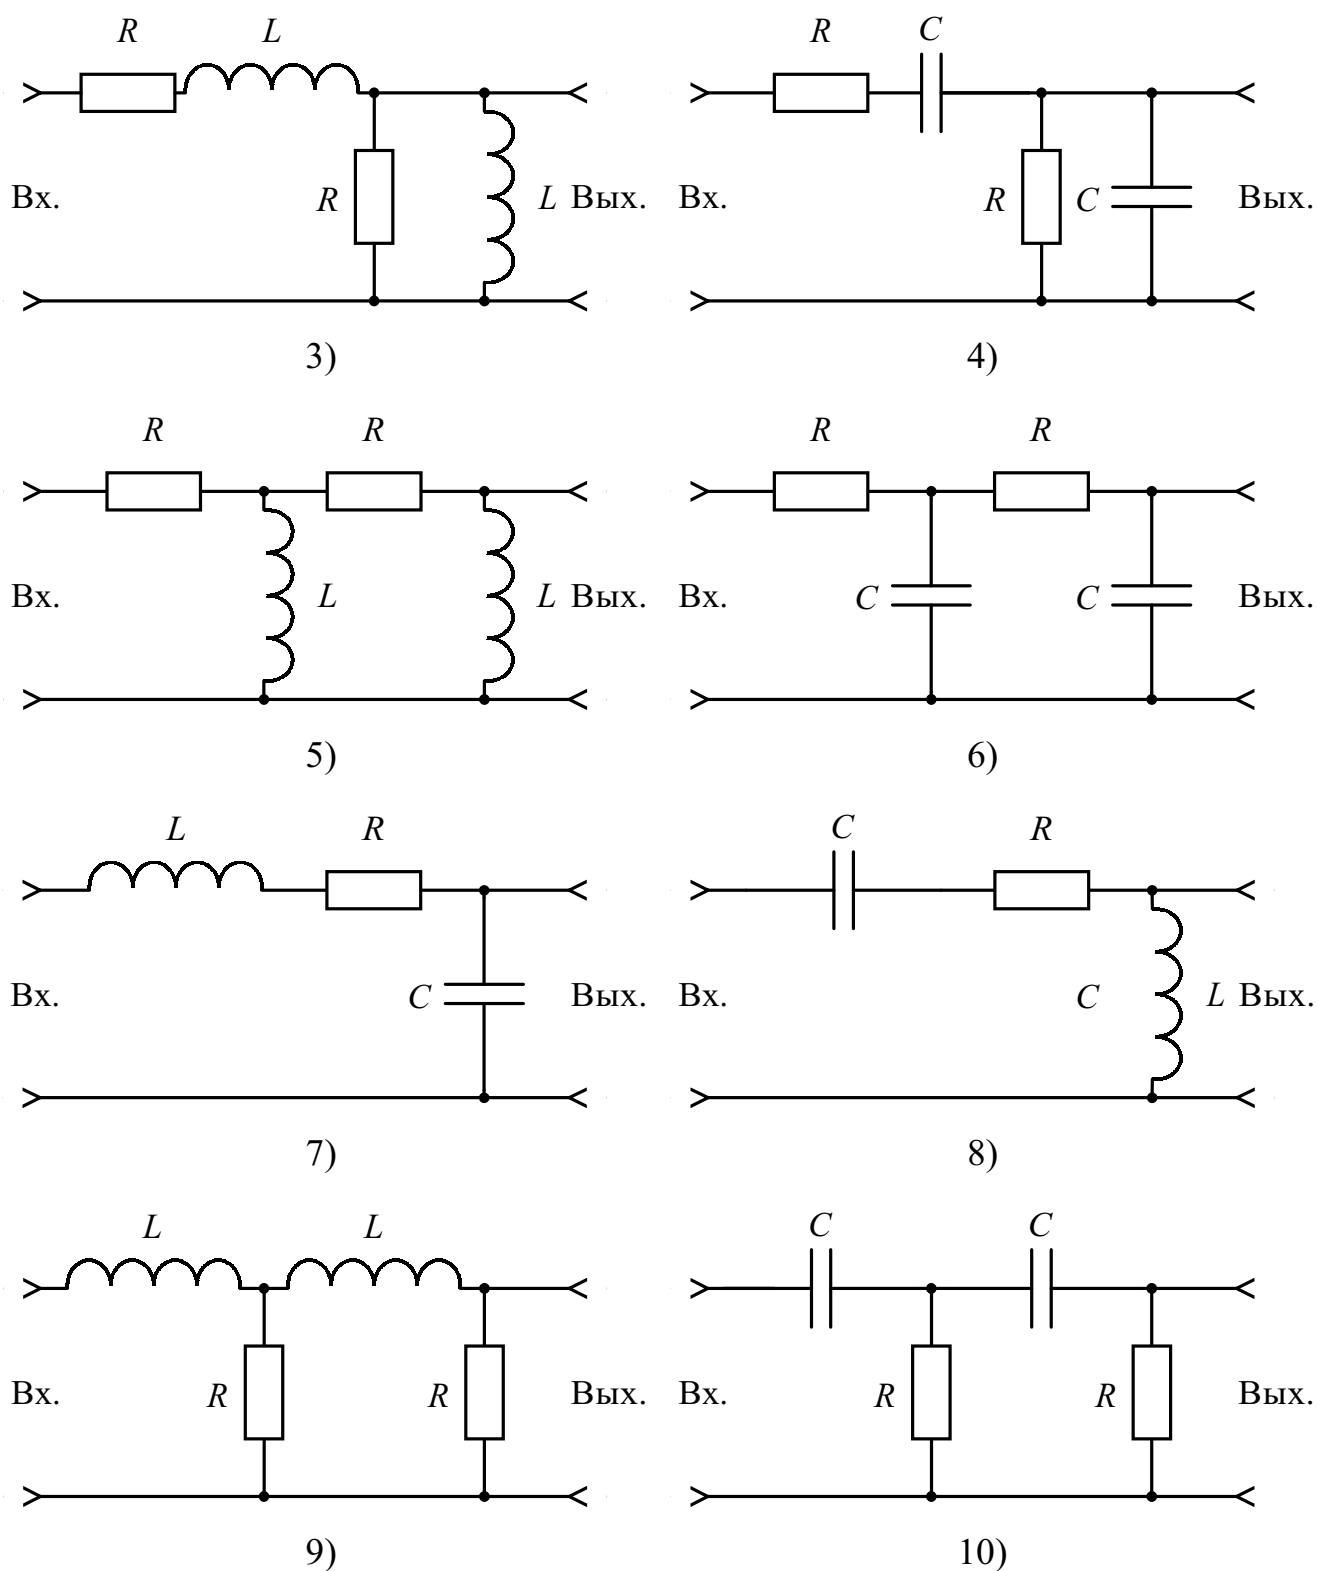 R L C R
R L R C
Вх. Вых. Вх. Вых.
3) 4)
R R R R
Вх. L L Вых. Вх. C C Вых.
5) 6)
L R C R
Вх. C Вых. Вх. C L Вых.
7) 8)
L L C C
Вх. R R Вых. Вх. R R Вых.
9) 10)